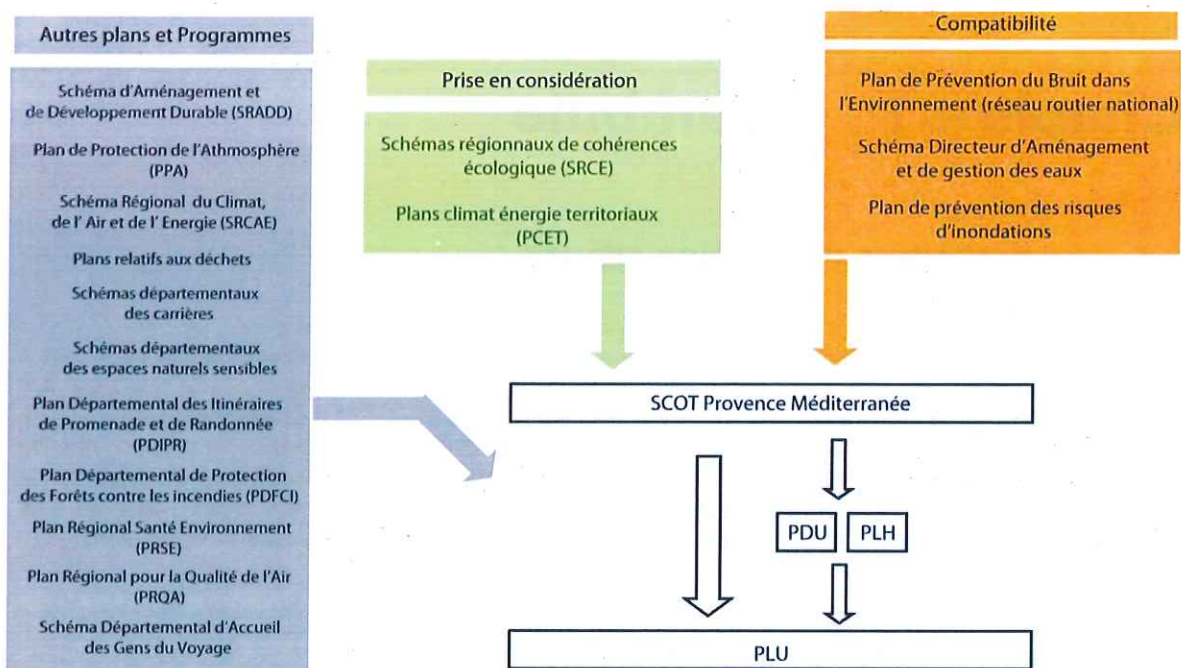 Autres plans et Programmes
Schéma d'Aménagement et
de Développement Durable (SRADD)
Plan de Protection de l'Athmosphère
(PPA)
Schéma Régional du Climat,
de l' Air et de l' Energie (SRCAE)
Plans relatifs aux déchets
Schémas départementaux
des carrières
Schémas départementaux
des espaces naturels sensibles
Plan Départemental des Itinéraires
de Promenade et de Randonnée
(PDIPR)
Plan Départemental de Protection
des Forêts contre les incendies (PDFCI)
Plan Régional Santé Environnement
(PRSE)
Plan Régional pour la Qualité de l'Air
(PRQA)
Schéma Départemental d'Accueil
des Gens du Voyage
Prise en considération
Schémas régionnaux de cohérences
écologique (SRCE)
Plans climat énergie territoriaux
(PCET)
Compatibilité
Plan de Prévention du Bruit dans
l'Environnement (réseau routier national)
Schéma Directeur d'Aménagement
et de gestion des eaux
Plan de prévention des risques
d'inondations
SCOT Provence Méditerranée
PDU
PLH
PLU